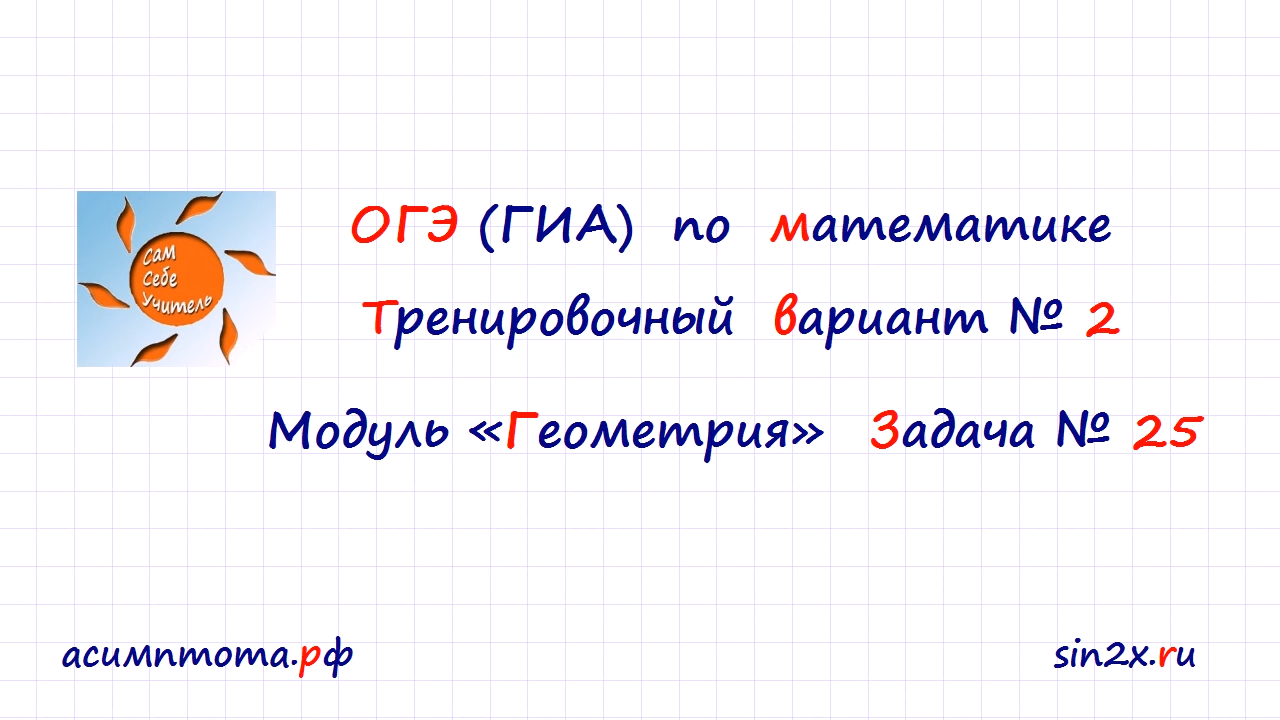 ОГЭ (ГИА) по математике
Сам
Себе
Учитель
Тренировочный вариант № 2
Модуль «Геометрия» Задача № 25
асимптота.рф
sin2x.ru